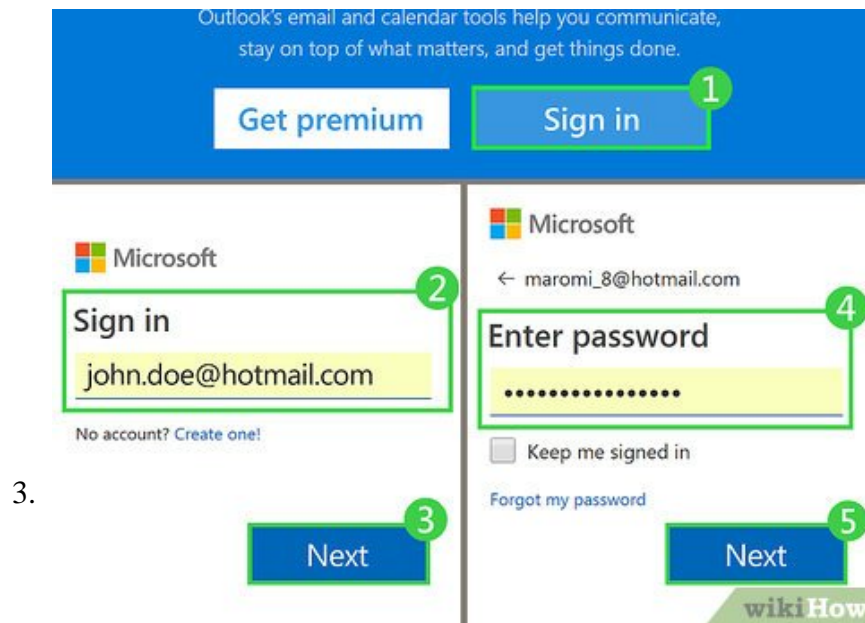 Outlook's email and calendar tools help you communicate,
stay on top of what matters, and get things done.
Get premium
Sign in
1
Microsoft
2
Sign in
john.doe@hotmail.com
No account? Create one!
3.
3
Next
Microsoft
← maromi_8@hotmail.com
4
Enter password
••••••••••••••••
Keep me signed in
Forgot my password
5
Next
wikiHow